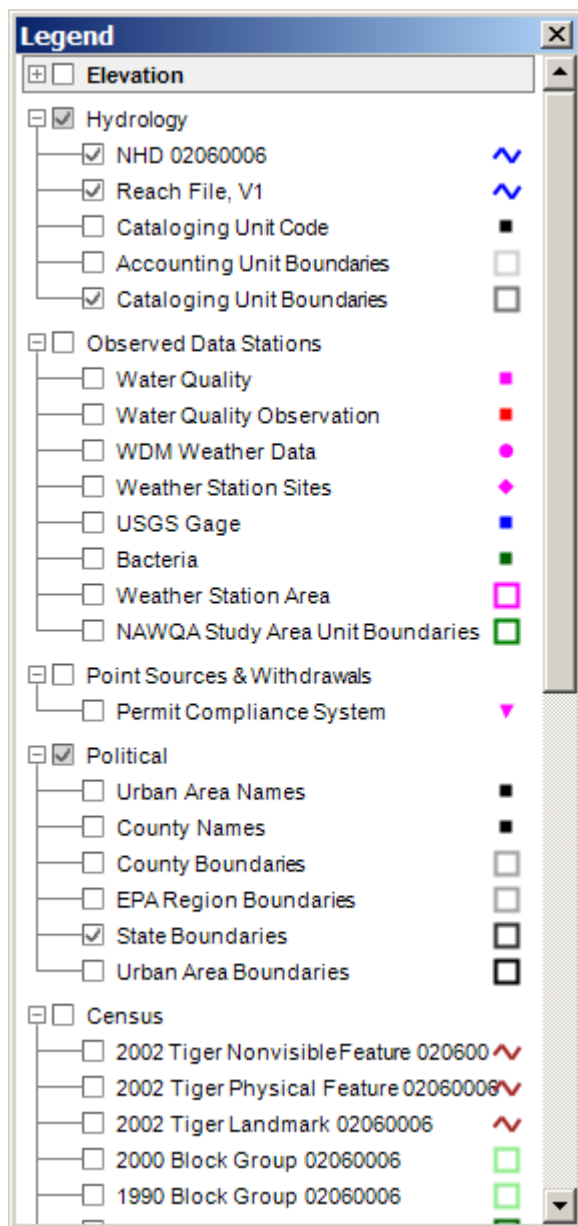 Legend
Elevation
Hydrology
NHD 02060006
Reach File, V1
Cataloging Unit Code
Accounting Unit Boundaries
Cataloging Unit Boundaries
Observed Data Stations
Water Quality
Water Quality Observation
WDM Weather Data
Weather Station Sites
USGS Gage
Bacteria
Weather Station Area
NAWQA Study Area Unit Boundaries
Point Sources & Withdrawals
Permit Compliance System
Political
Urban Area Names
County Names
County Boundaries
EPA Region Boundaries
State Boundaries
Urban Area Boundaries
Census
2002 Tiger Nonvisible Feature 020600
2002 Tiger Physical Feature 02060006
2002 Tiger Landmark 02060006
2000 Block Group 02060006
1990 Block Group 02060006